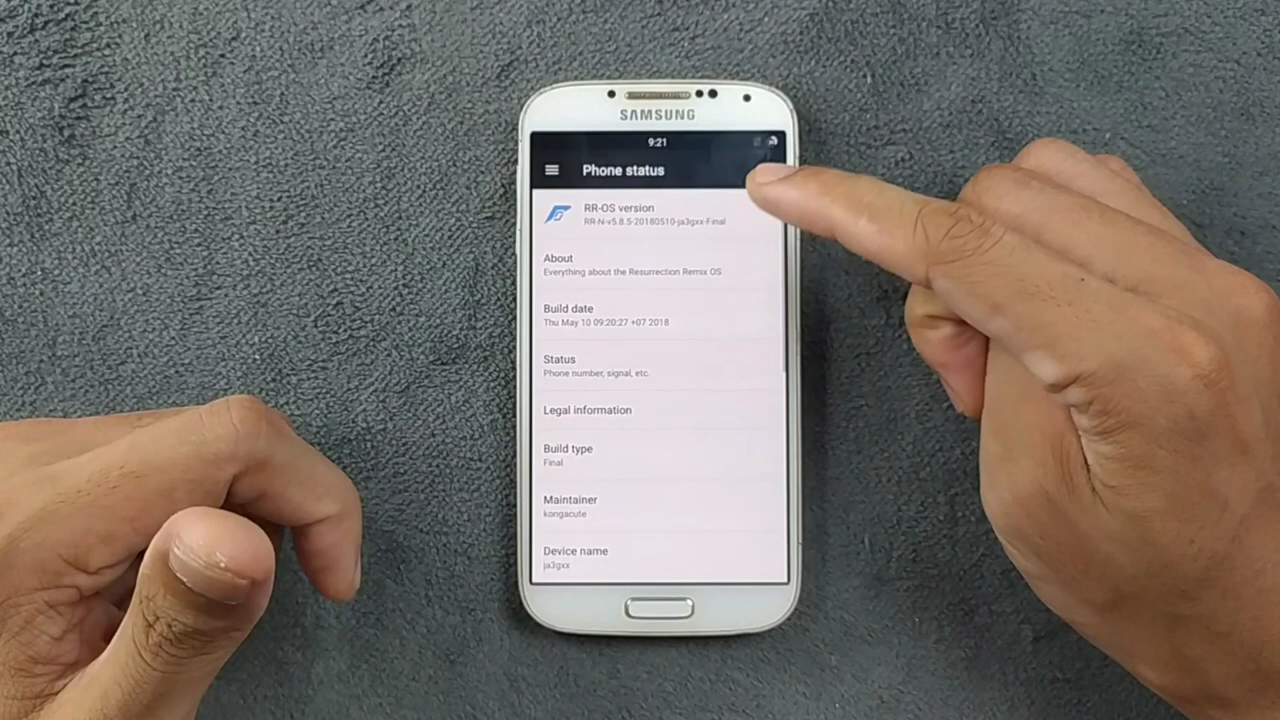 SAMSUNG
9:21
Phone status
RR-OS version
RR-N-v5.8.5-20180510-ja3gxx-Final
About
Everything about the Resurrection Remix OS
Build date
Thu May 10 09:20:27 +07 2018
Status
Phone number, signal, etc.
Legal information
Build type
Final
Maintainer
kongacute
Device name
ja3gxx